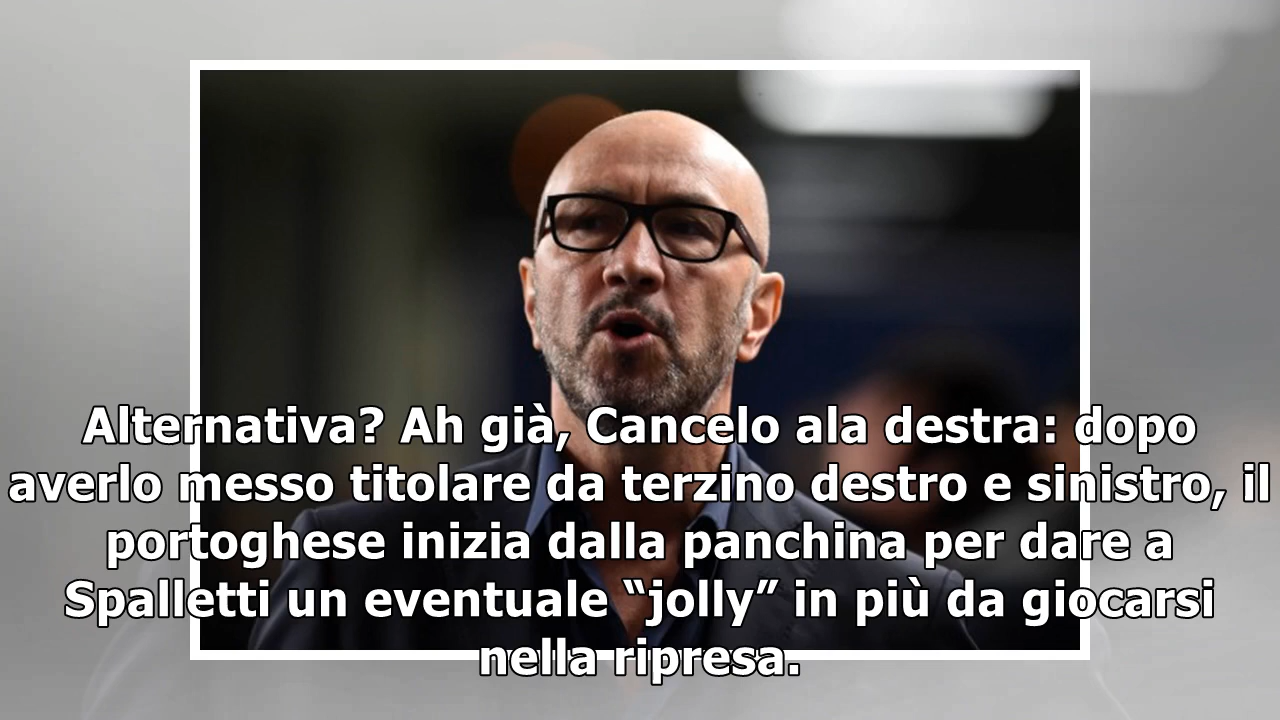 Alternativa? Ah già, Cancelo ala destra: dopo
averlo messo titolare da terzino destro e sinistro, il
portoghese inizia dalla panchina per dare a
Spalletti un eventuale “jolly” in più da giocarsi
nella ripresa.